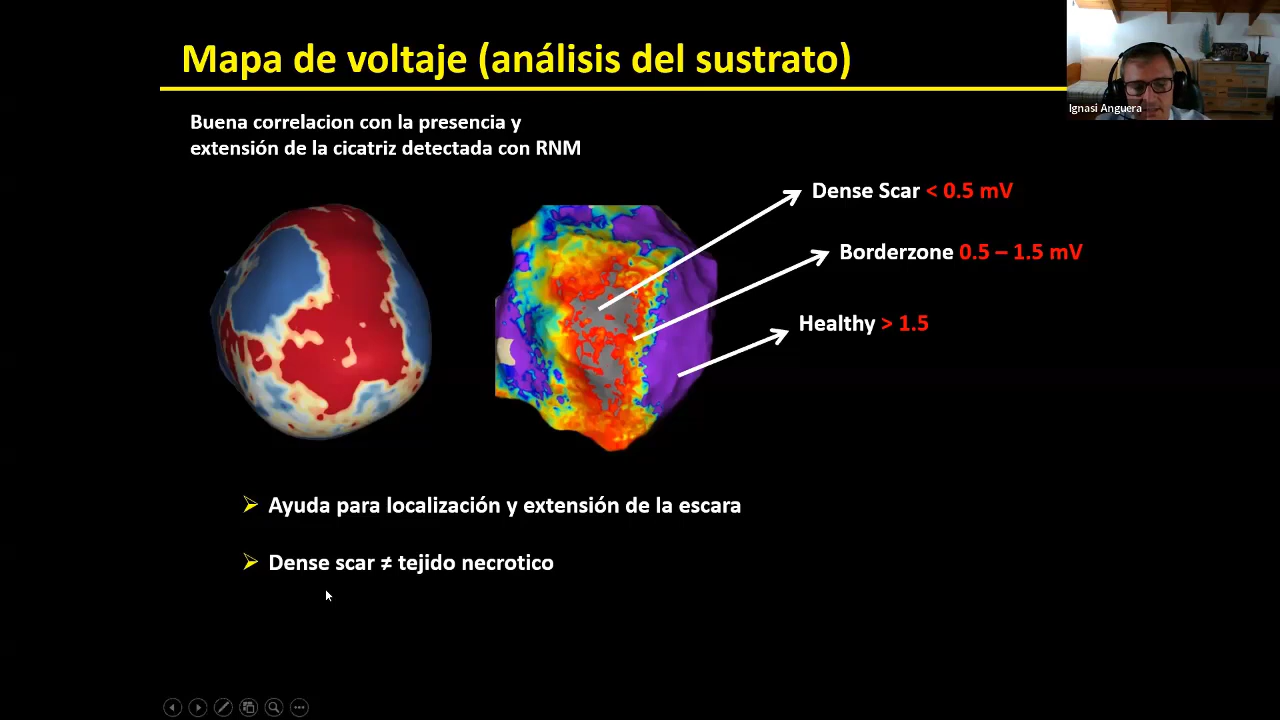 Mapa de voltaje (análisis del sustrato)
Ignasi Anguera
Buena correlacion con la presencia y
extensión de la cicatriz detectada con RNM
Dense Scar < 0.5 mV
Borderzone 0.5 – 1.5 mV
Healthy > 1.5
Ayuda para localización y extensión de la escara
Dense scar ≠ tejido necrotico